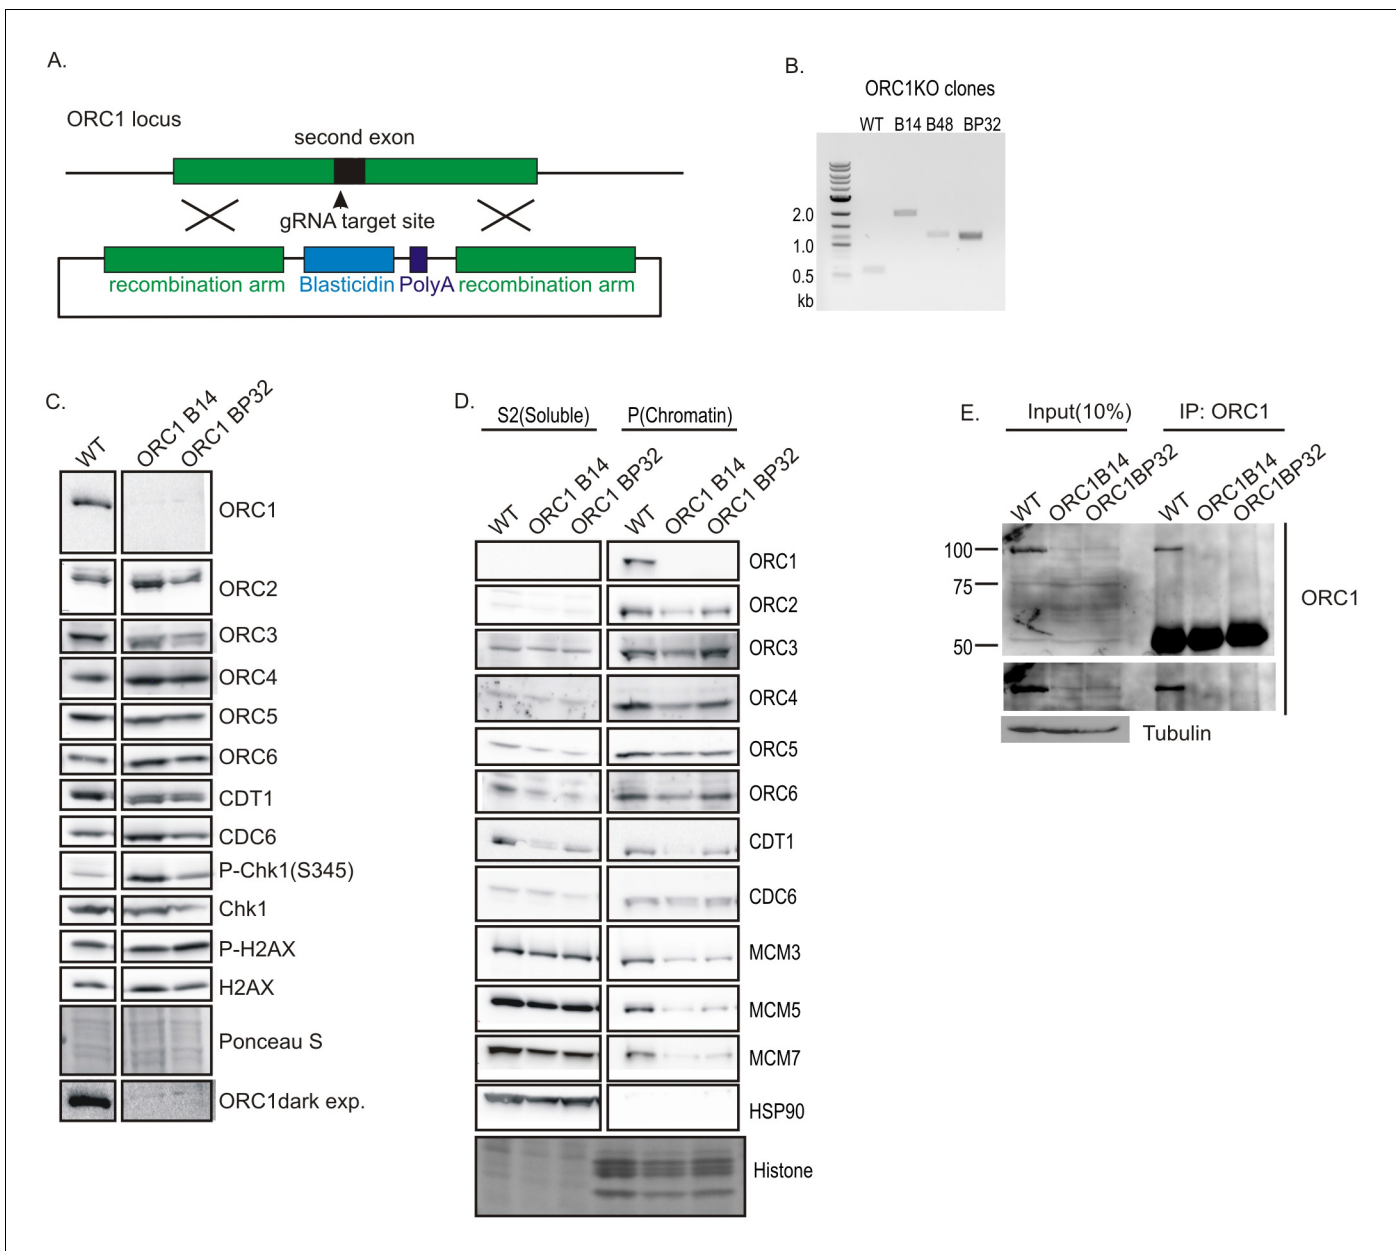 A.
ORC1 locus
second exon
gRNA target site
recombination arm Blasticidin PolyA recombination arm
B.
ORC1KO clones
WT B14 B48 BP32
2.0
1.0
0.5
kb
C.
WT ORC1 B14 ORC1 BP32
ORC1
ORC2
ORC3
ORC4
ORC5
ORC6
CDT1
CDC6
P-Chk1(S345)
Chk1
P-H2AX
H2AX
Ponceau S
ORC1dark exp.
D.
S2(Soluble) P(Chromatin)
WT ORC1 B14 ORC1 BP32 WT ORC1 B14 ORC1 BP32
ORC1
ORC2
ORC3
ORC4
ORC5
ORC6
CDT1
CDC6
MCM3
MCM5
MCM7
HSP90
Histone
E.
Input(10%) IP: ORC1
WT ORC1B14 ORC1BP32 WT ORC1B14 ORC1BP32
100
75
50
ORC1
Tubulin